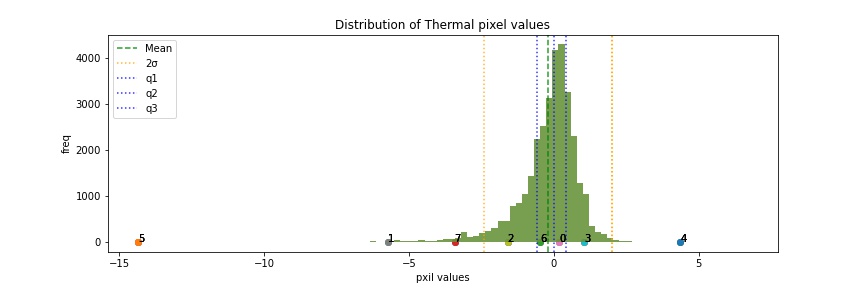 Distribution of Thermal pixel values
Mean
2σ
q1
q2
q3
4000
3000
2000
1000
0
freq
5 1 7 2 6 0 3 4
−15 −10 −5 0 5
pxil values